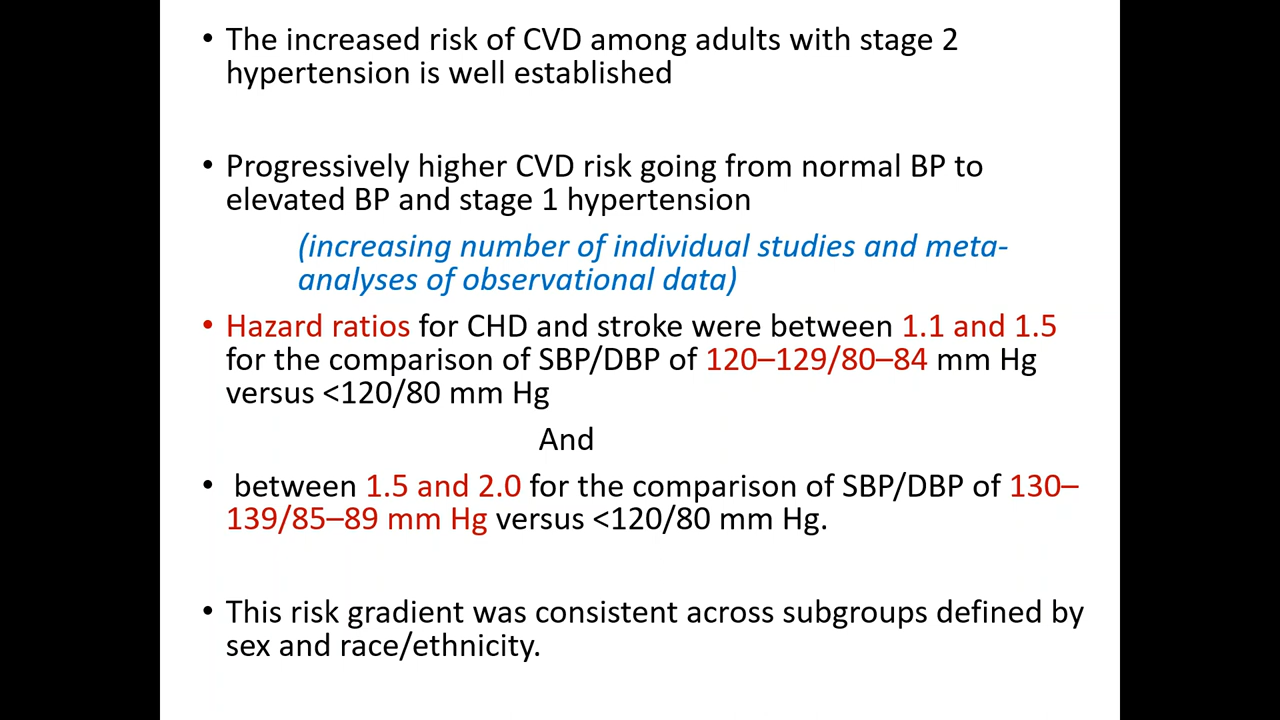 • The increased risk of CVD among adults with stage 2
hypertension is well established
• Progressively higher CVD risk going from normal BP to
elevated BP and stage 1 hypertension
(increasing number of individual studies and meta-
analyses of observational data)
• Hazard ratios for CHD and stroke were between 1.1 and 1.5
for the comparison of SBP/DBP of 120–129/80–84 mm Hg
versus <120/80 mm Hg
And
• between 1.5 and 2.0 for the comparison of SBP/DBP of 130–
139/85–89 mm Hg versus <120/80 mm Hg.
• This risk gradient was consistent across subgroups defined by
sex and race/ethnicity.